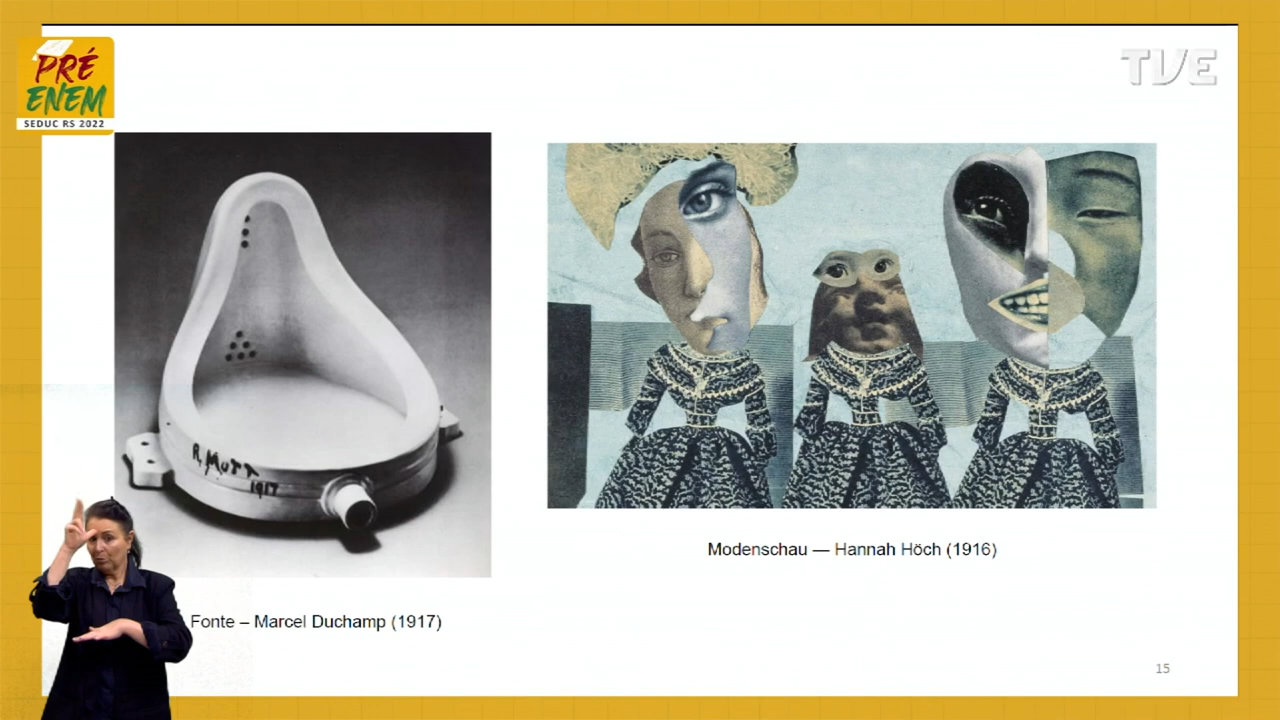 PRÉ
ENEM
SEDUC RS 2022
TVE
R. MUTT
1917
Modenschau — Hannah Höch (1916)
Fonte – Marcel Duchamp (1917)
15